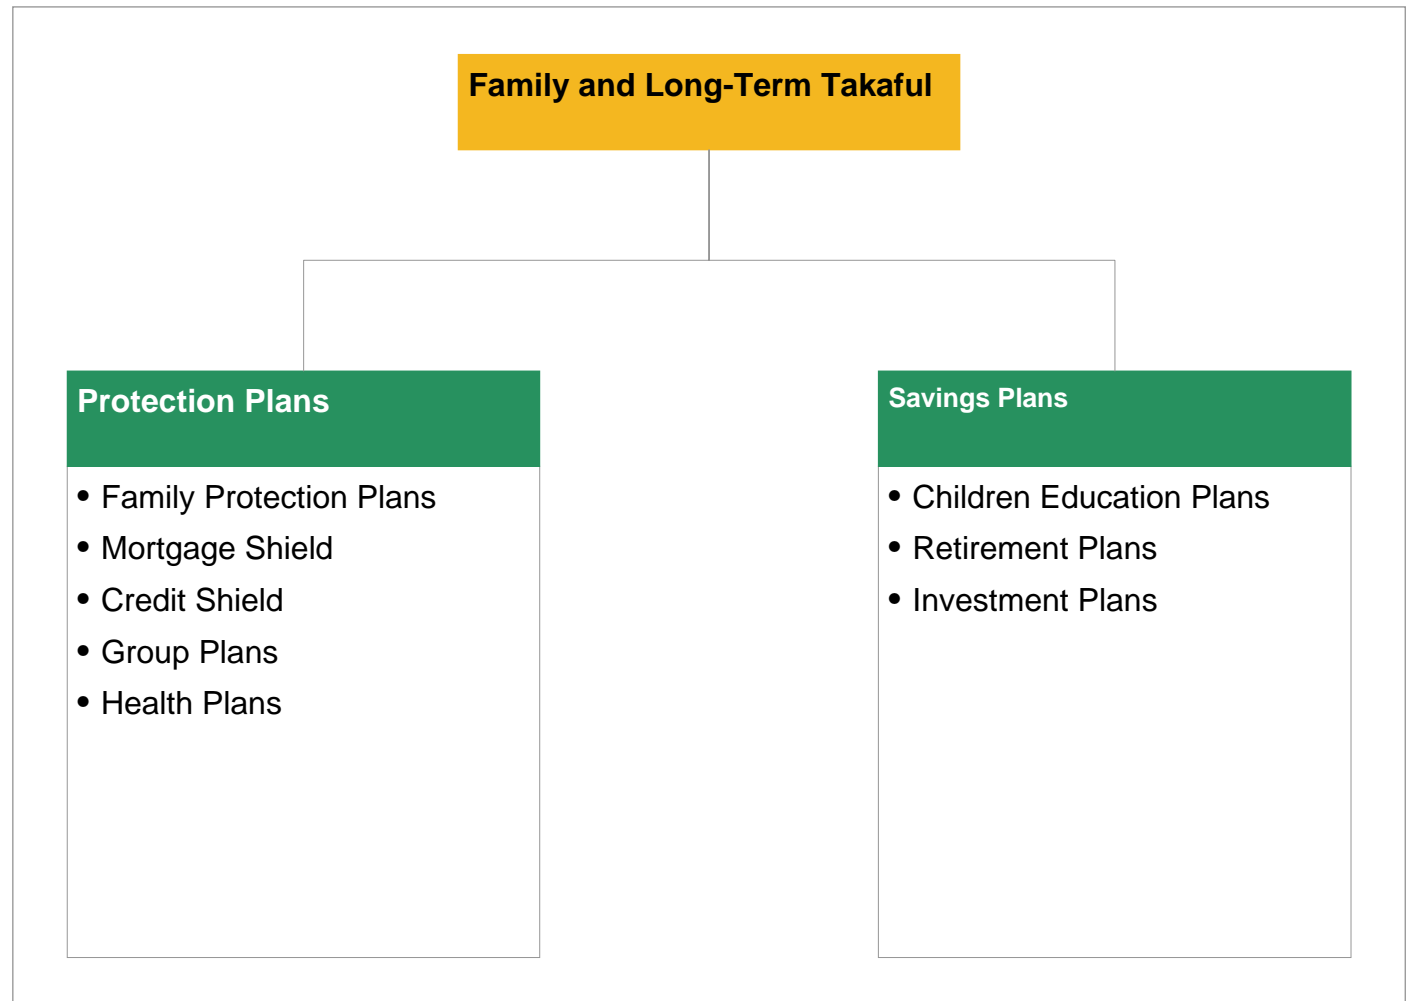 Family and Long-Term Takaful
Protection Plans
• Family Protection Plans
• Mortgage Shield
• Credit Shield
• Group Plans
• Health Plans
Savings Plans
• Children Education Plans
• Retirement Plans
• Investment Plans